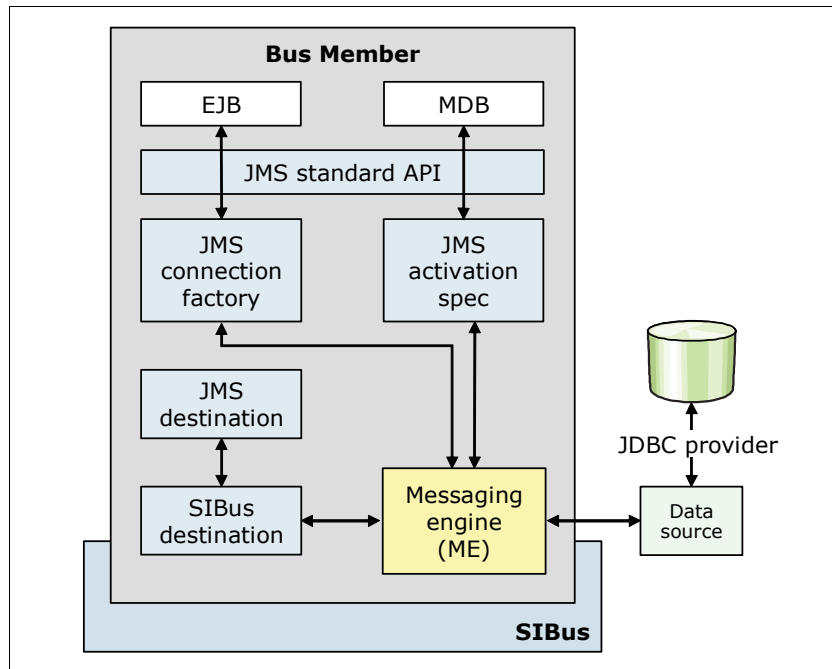 Bus Member
EJB
MDB
JMS standard API
JMS
connection
factory
JMS
activation
spec
JMS
destination
JDBC provider
SIBus
destination
Messaging
engine
(ME)
Data
source
SIBus